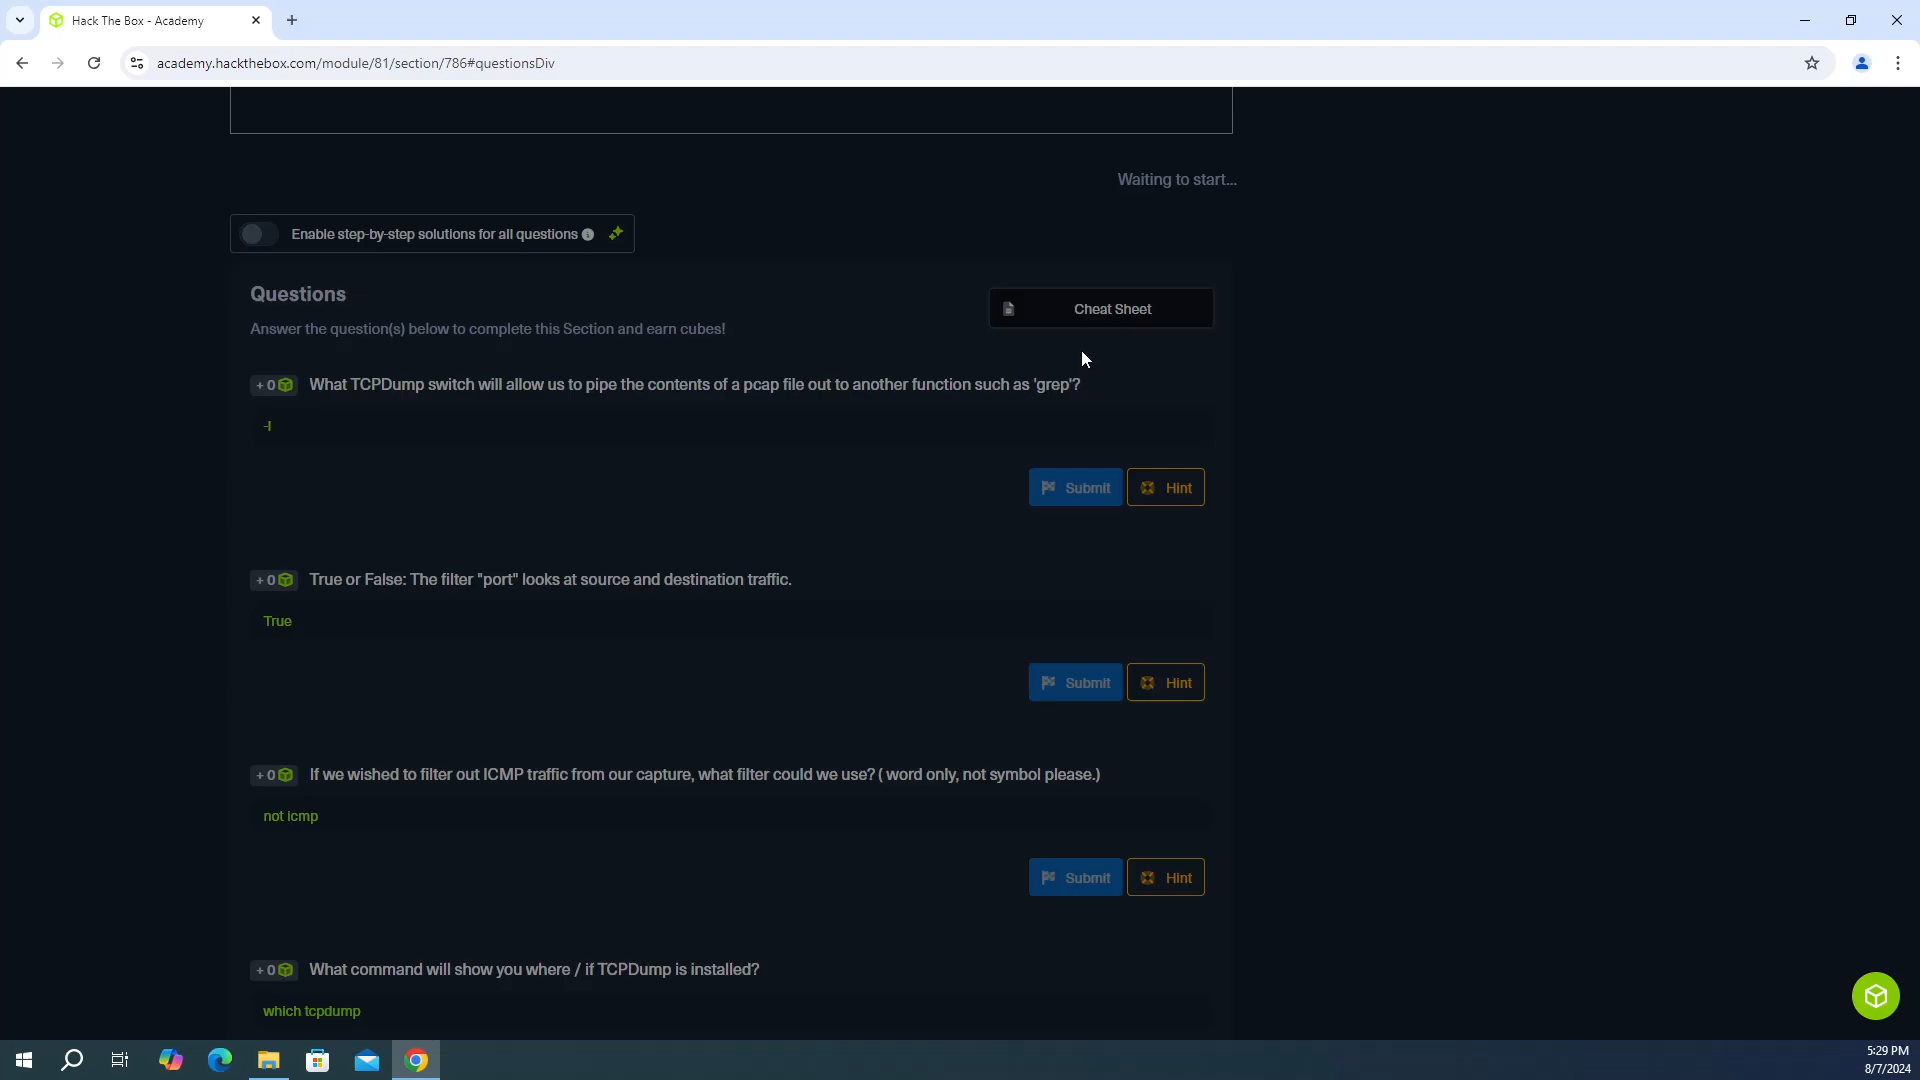 Hack The Box - Academy
academy.hackthebox.com/module/81/section/786#questionsDiv
Waiting to start...
Enable step-by-step solutions for all questions
Questions
Cheat Sheet
Answer the question(s) below to complete this Section and earn cubes!
+ 0 What TCPDump switch will allow us to pipe the contents of a pcap file out to another function such as 'grep'?
-l
Submit Hint
+ 0 True or False: The filter "port" looks at source and destination traffic.
True
Submit Hint
+ 0 If we wished to filter out ICMP traffic from our capture, what filter could we use? ( word only, not symbol please.)
not icmp
Submit Hint
+ 0 What command will show you where / if TCPDump is installed?
which tcpdump
5:29 PM
8/7/2024